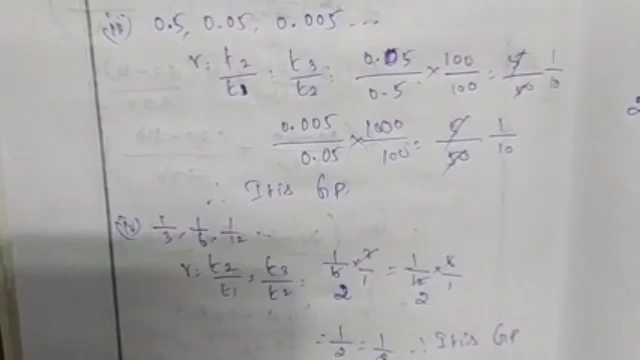 (iii) 0.5, 0.05, 0.005 ...
r = t2/t1 = t3/t2 = 0.05/0.5 × 100/100 = 5/50 1/10
0.005/0.05 × 1000/100 = 5/50 1/10
∴ It is GP.
(iv) 1/3, 1/6, 1/12 ...
r = t2/t1 = t3/t2 = 1/6 × 3/1 = 1/12 × 6/1
2 2
= 1/2 = 1/2 ∴ It is GP